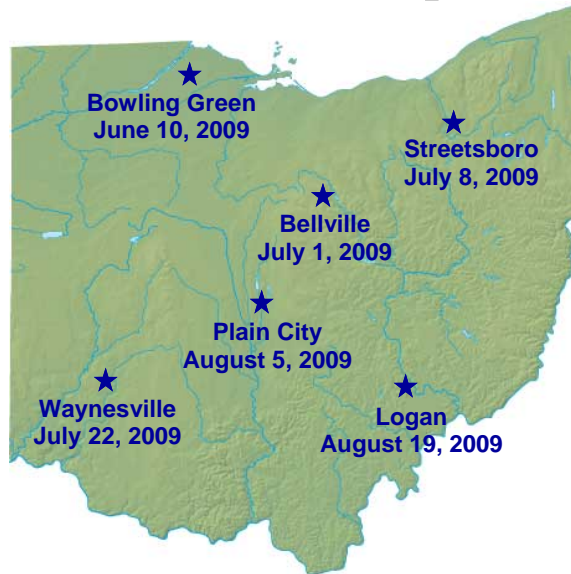 Bowling Green
June 10, 2009
Streetsboro
July 8, 2009
Bellville
July 1, 2009
Plain City
August 5, 2009
Waynesville
July 22, 2009
Logan
August 19, 2009